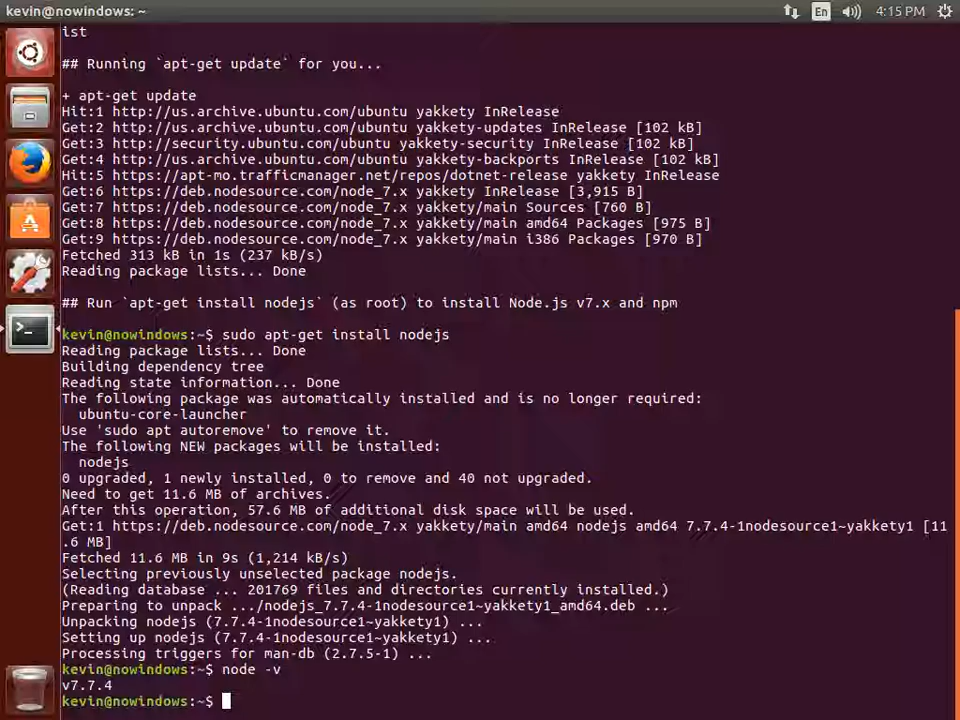 kevin@nowindows: ~
En
4:15 PM
ist
## Running `apt-get update` for you...
+ apt-get update
Hit:1 http://us.archive.ubuntu.com/ubuntu yakkety InRelease
Get:2 http://us.archive.ubuntu.com/ubuntu yakkety-updates InRelease [102 kB]
Get:3 http://security.ubuntu.com/ubuntu yakkety-security InRelease [102 kB]
Get:4 http://us.archive.ubuntu.com/ubuntu yakkety-backports InRelease [102 kB]
Hit:5 https://apt-mo.trafficmanager.net/repos/dotnet-release yakkety InRelease
Get:6 https://deb.nodesource.com/node_7.x yakkety InRelease [3,915 B]
Get:7 https://deb.nodesource.com/node_7.x yakkety/main Sources [760 B]
Get:8 https://deb.nodesource.com/node_7.x yakkety/main amd64 Packages [975 B]
Get:9 https://deb.nodesource.com/node_7.x yakkety/main i386 Packages [970 B]
Fetched 313 kB in 1s (237 kB/s)
Reading package lists... Done
## Run `apt-get install nodejs` (as root) to install Node.js v7.x and npm
kevin@nowindows:~$ sudo apt-get install nodejs
Reading package lists... Done
Building dependency tree
Reading state information... Done
The following package was automatically installed and is no longer required:
ubuntu-core-launcher
Use 'sudo apt autoremove' to remove it.
The following NEW packages will be installed:
nodejs
0 upgraded, 1 newly installed, 0 to remove and 40 not upgraded.
Need to get 11.6 MB of archives.
After this operation, 57.6 MB of additional disk space will be used.
Get:1 https://deb.nodesource.com/node_7.x yakkety/main amd64 nodejs amd64 7.7.4-1nodesource1~yakkety1 [11
.6 MB]
Fetched 11.6 MB in 9s (1,214 kB/s)
Selecting previously unselected package nodejs.
(Reading database ... 201769 files and directories currently installed.)
Preparing to unpack .../nodejs_7.7.4-1nodesource1~yakkety1_amd64.deb ...
Unpacking nodejs (7.7.4-1nodesource1~yakkety1) ...
Setting up nodejs (7.7.4-1nodesource1~yakkety1) ...
Processing triggers for man-db (2.7.5-1) ...
kevin@nowindows:~$ node -v
v7.7.4
kevin@nowindows:~$